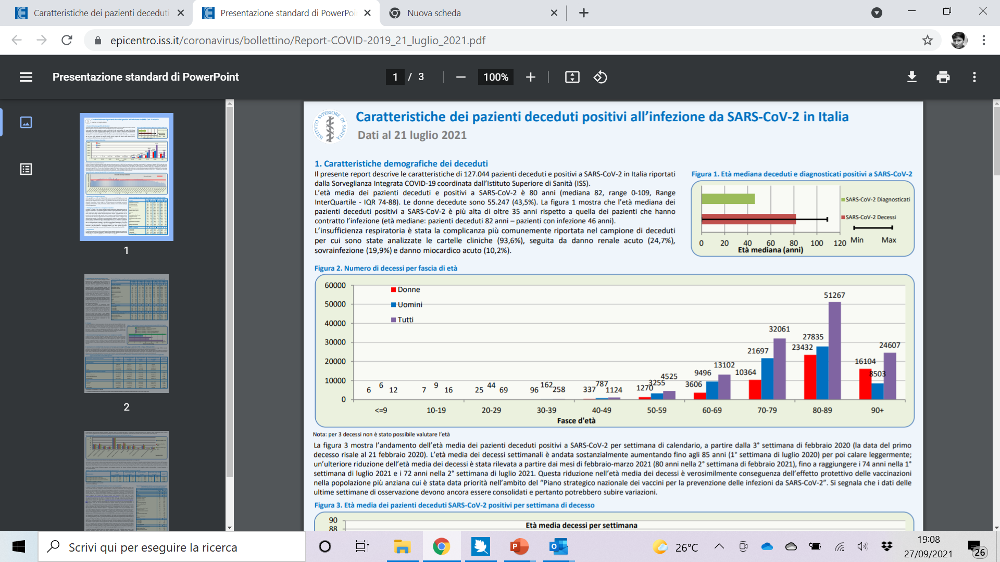 Caratteristiche dei pazienti deceduti
Presentazione standard di PowerPoi
Nuova scheda
epicentro.iss.it/coronavirus/bollettino/Report-COVID-2019_21_luglio_2021.pdf
Presentazione standard di PowerPoint
1 / 3
100%
1
2
ISTITUTO SVPERIORE DI SANITÀ
Caratteristiche dei pazienti deceduti positivi all’infezione da SARS-CoV-2 in Italia
Dati al 21 luglio 2021
1. Caratteristiche demografiche dei deceduti
Il presente report descrive le caratteristiche di 127.044 pazienti deceduti e positivi a SARS-CoV-2 in Italia riportati
dalla Sorveglianza Integrata COVID-19 coordinata dall’Istituto Superiore di Sanità (ISS).
L’età media dei pazienti deceduti e positivi a SARS-CoV-2 è 80 anni (mediana 82, range 0-109, Range
InterQuartile - IQR 74-88). Le donne decedute sono 55.247 (43,5%). La figura 1 mostra che l’età mediana dei
pazienti deceduti positivi a SARS-CoV-2 è più alta di oltre 35 anni rispetto a quella dei pazienti che hanno
contratto l’infezione (età mediane: pazienti deceduti 82 anni – pazienti con infezione 46 anni).
L’insufficienza respiratoria è stata la complicanza più comunemente riportata nel campione di deceduti
per cui sono state analizzate le cartelle cliniche (93,6%), seguita da danno renale acuto (24,7%),
sovrainfezione (19,9%) e danno miocardico acuto (10,2%).
Figura 1. Età mediana deceduti e diagnosticati positivi a SARS-CoV-2
SARS-CoV-2 Diagnosticati
SARS-CoV-2 Decessi
Min Max
0 20 40 60 80 100 120
Età mediana (anni)
Figura 2. Numero di decessi per fascia di età
60000
50000
40000
30000
20000
10000
0
Donne
Uomini
Tutti
6 6 12
7 9 16
25 44 69
96 162 258
337 787 1124
1270 3255 4525
3606 9496 13102
10364 21697 32061
23432 27835 51267
16104 8503 24607
<=9 10-19 20-29 30-39 40-49 50-59 60-69 70-79 80-89 90+
Fasce d'età
Nota: per 3 decessi non è stato possibile valutare l’età
La figura 3 mostra l’andamento dell’età media dei pazienti deceduti positivi a SARS-CoV-2 per settimana di calendario, a partire dalla 3° settimana di febbraio 2020 (la data del primo
decesso risale al 21 febbraio 2020). L’età media dei decessi settimanali è andata sostanzialmente aumentando fino agli 85 anni (1° settimana di luglio 2020) per poi calare leggermente;
un’ulteriore riduzione dell’età media dei decessi è stata rilevata a partire dai mesi di febbraio-marzo 2021 (80 anni nella 2° settimana di febbraio 2021), fino a raggiungere i 74 anni nella 1°
settimana di luglio 2021 e i 72 anni nella 2° settimana di luglio 2021. Questa riduzione nell’età media dei decessi è verosimilmente conseguenza dell’effetto protettivo delle vaccinazioni
nella popolazione più anziana cui è stata data priorità nell’ambito del “Piano strategico nazionale dei vaccini per la prevenzione delle infezioni da SARS-CoV-2”. Si segnala che i dati delle
ultime settimane di osservazione devono ancora essere consolidati e pertanto potrebbero subire variazioni.
Figura 3. Età media dei pazienti deceduti SARS-CoV-2 positivi per settimana di decesso
90
88
Età media decessi per settimana
Scrivi qui per eseguire la ricerca
26°C
19:08
27/09/2021
26